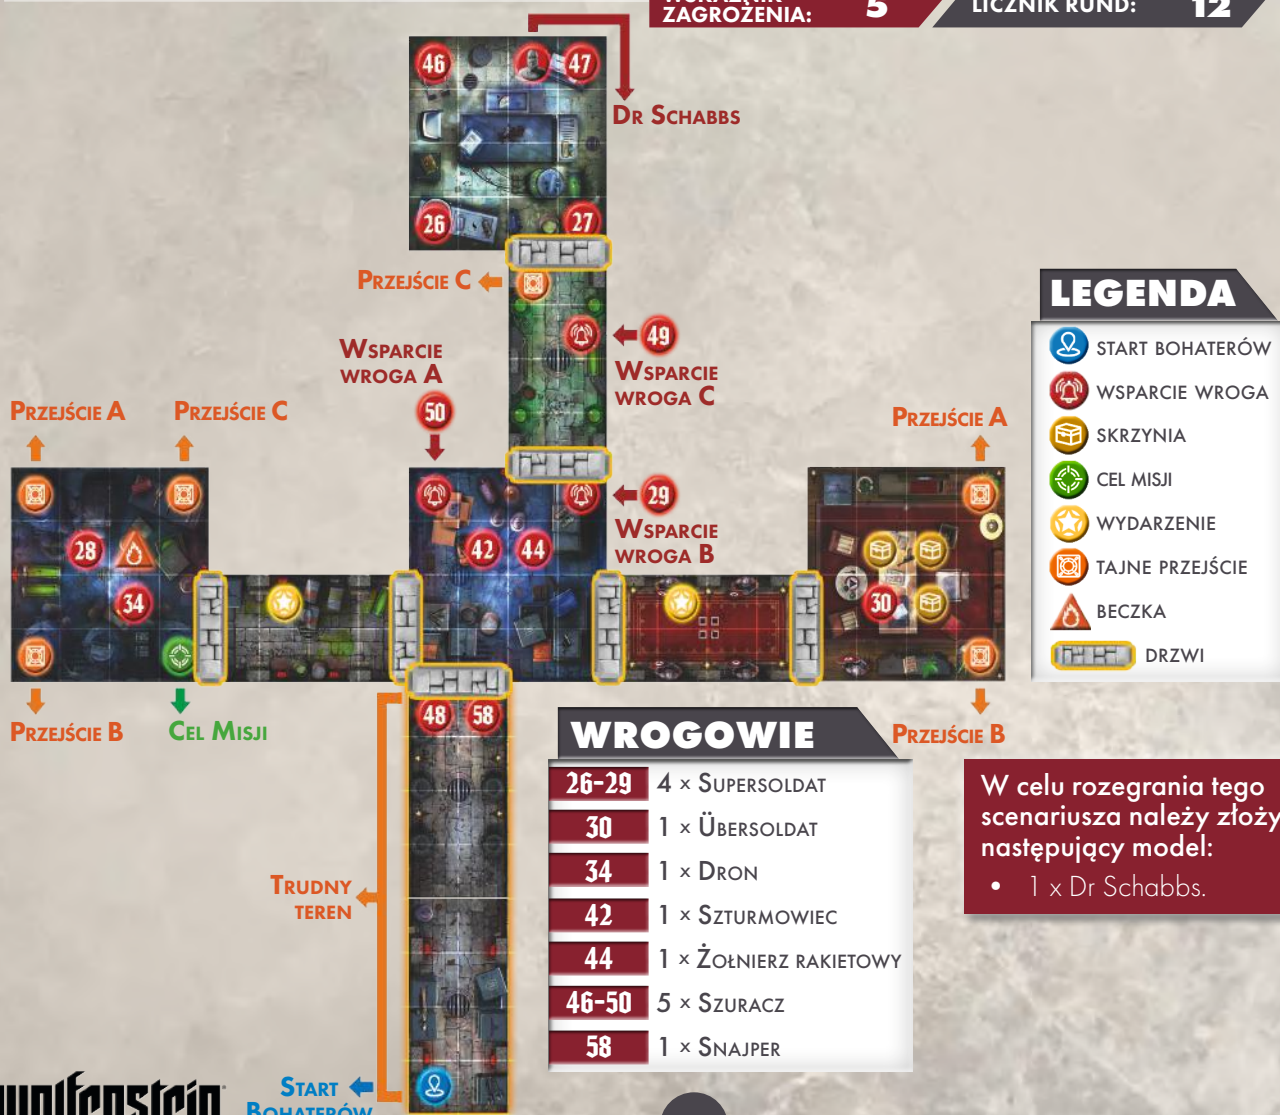 ZAGROŻENIA: 5
LICZNIK RUND: 12
46
47
DR SCHABBS
26
27
PRZEJŚCIE C
49
WSPARCIE
WROGA C
WSPARCIE
WROGA A
50
PRZEJŚCIE A
PRZEJŚCIE C
29
WSPARCIE
WROGA B
PRZEJŚCIE A
28
34
42
44
30
PRZEJŚCIE B
CEL MISJI
48
58
PRZEJŚCIE B
TRUDNY
TEREN
START
BOHATERÓW
LEGENDA
START BOHATERÓW
WSPARCIE WROGA
SKRZYNIA
CEL MISJI
WYDARZENIE
TAJNE PRZEJŚCIE
BECZKA
DRZWI
WROGOWIE
26-29 4 x SUPERSOLDAT
30 1 x ÜBERSOLDAT
34 1 x DRON
42 1 x SZTURMOWIEC
44 1 x ŻOŁNIERZ RAKIETOWY
46-50 5 x SZURACZ
58 1 x SNAJPER
W celu rozegrania tego
scenariusza należy złoży
następujący model:
• 1 x Dr Schabbs.
wolfenstein